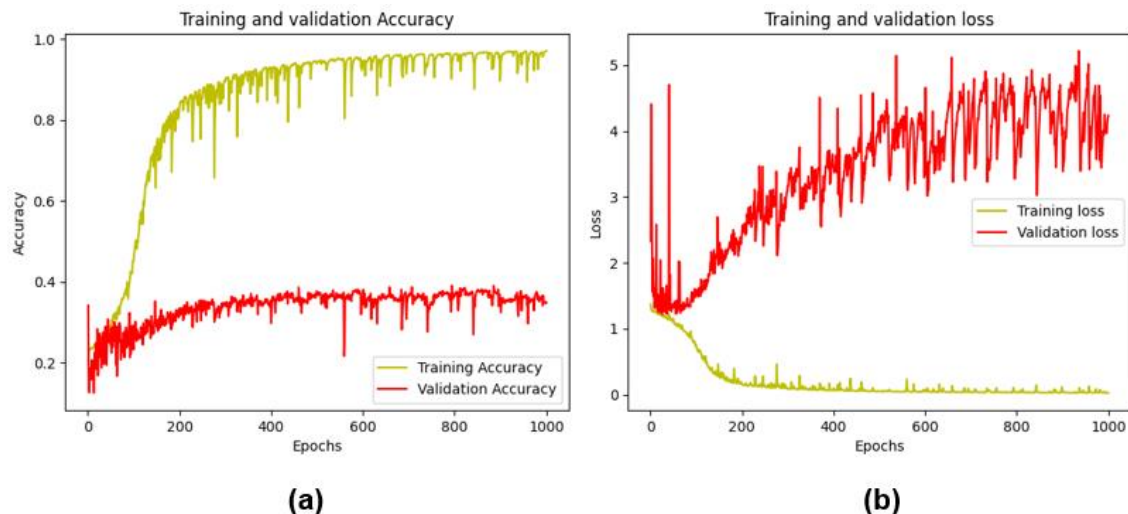 Training and validation Accuracy
1.0
0.8
0.6
0.4
0.2
Accuracy
Training Accuracy
Validation Accuracy
0 200 400 600 800 1000
Epochs
(a)
Training and validation loss
5
4
3
2
1
0
Loss
Training loss
Validation loss
0 200 400 600 800 1000
Epochs
(b)